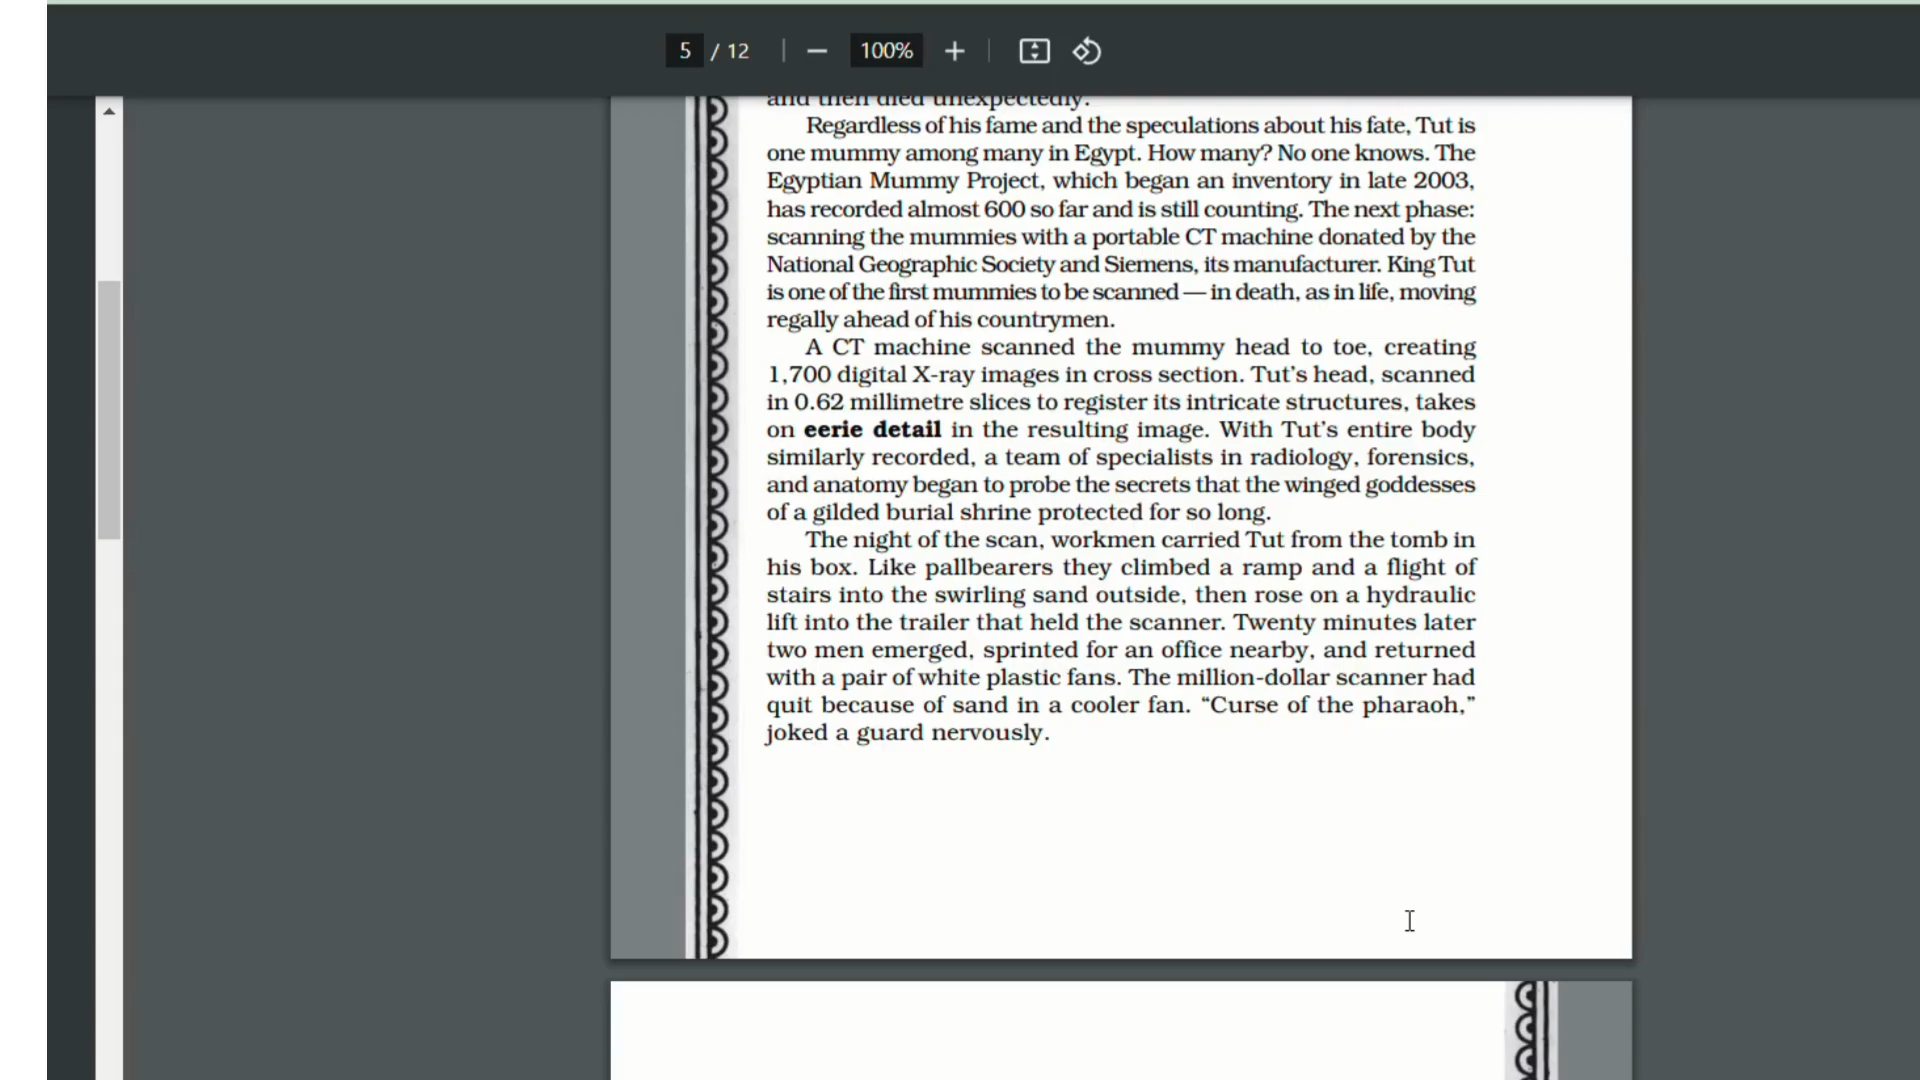 5 / 12 100%
and then died unexpectedly.
Regardless of his fame and the speculations about his fate, Tut is
one mummy among many in Egypt. How many? No one knows. The
Egyptian Mummy Project, which began an inventory in late 2003,
has recorded almost 600 so far and is still counting. The next phase:
scanning the mummies with a portable CT machine donated by the
National Geographic Society and Siemens, its manufacturer. King Tut
is one of the first mummies to be scanned — in death, as in life, moving
regally ahead of his countrymen.
A CT machine scanned the mummy head to toe, creating
1,700 digital X-ray images in cross section. Tut's head, scanned
in 0.62 millimetre slices to register its intricate structures, takes
on eerie detail in the resulting image. With Tut's entire body
similarly recorded, a team of specialists in radiology, forensics,
and anatomy began to probe the secrets that the winged goddesses
of a gilded burial shrine protected for so long.
The night of the scan, workmen carried Tut from the tomb in
his box. Like pallbearers they climbed a ramp and a flight of
stairs into the swirling sand outside, then rose on a hydraulic
lift into the trailer that held the scanner. Twenty minutes later
two men emerged, sprinted for an office nearby, and returned
with a pair of white plastic fans. The million-dollar scanner had
quit because of sand in a cooler fan. “Curse of the pharaoh,”
joked a guard nervously.